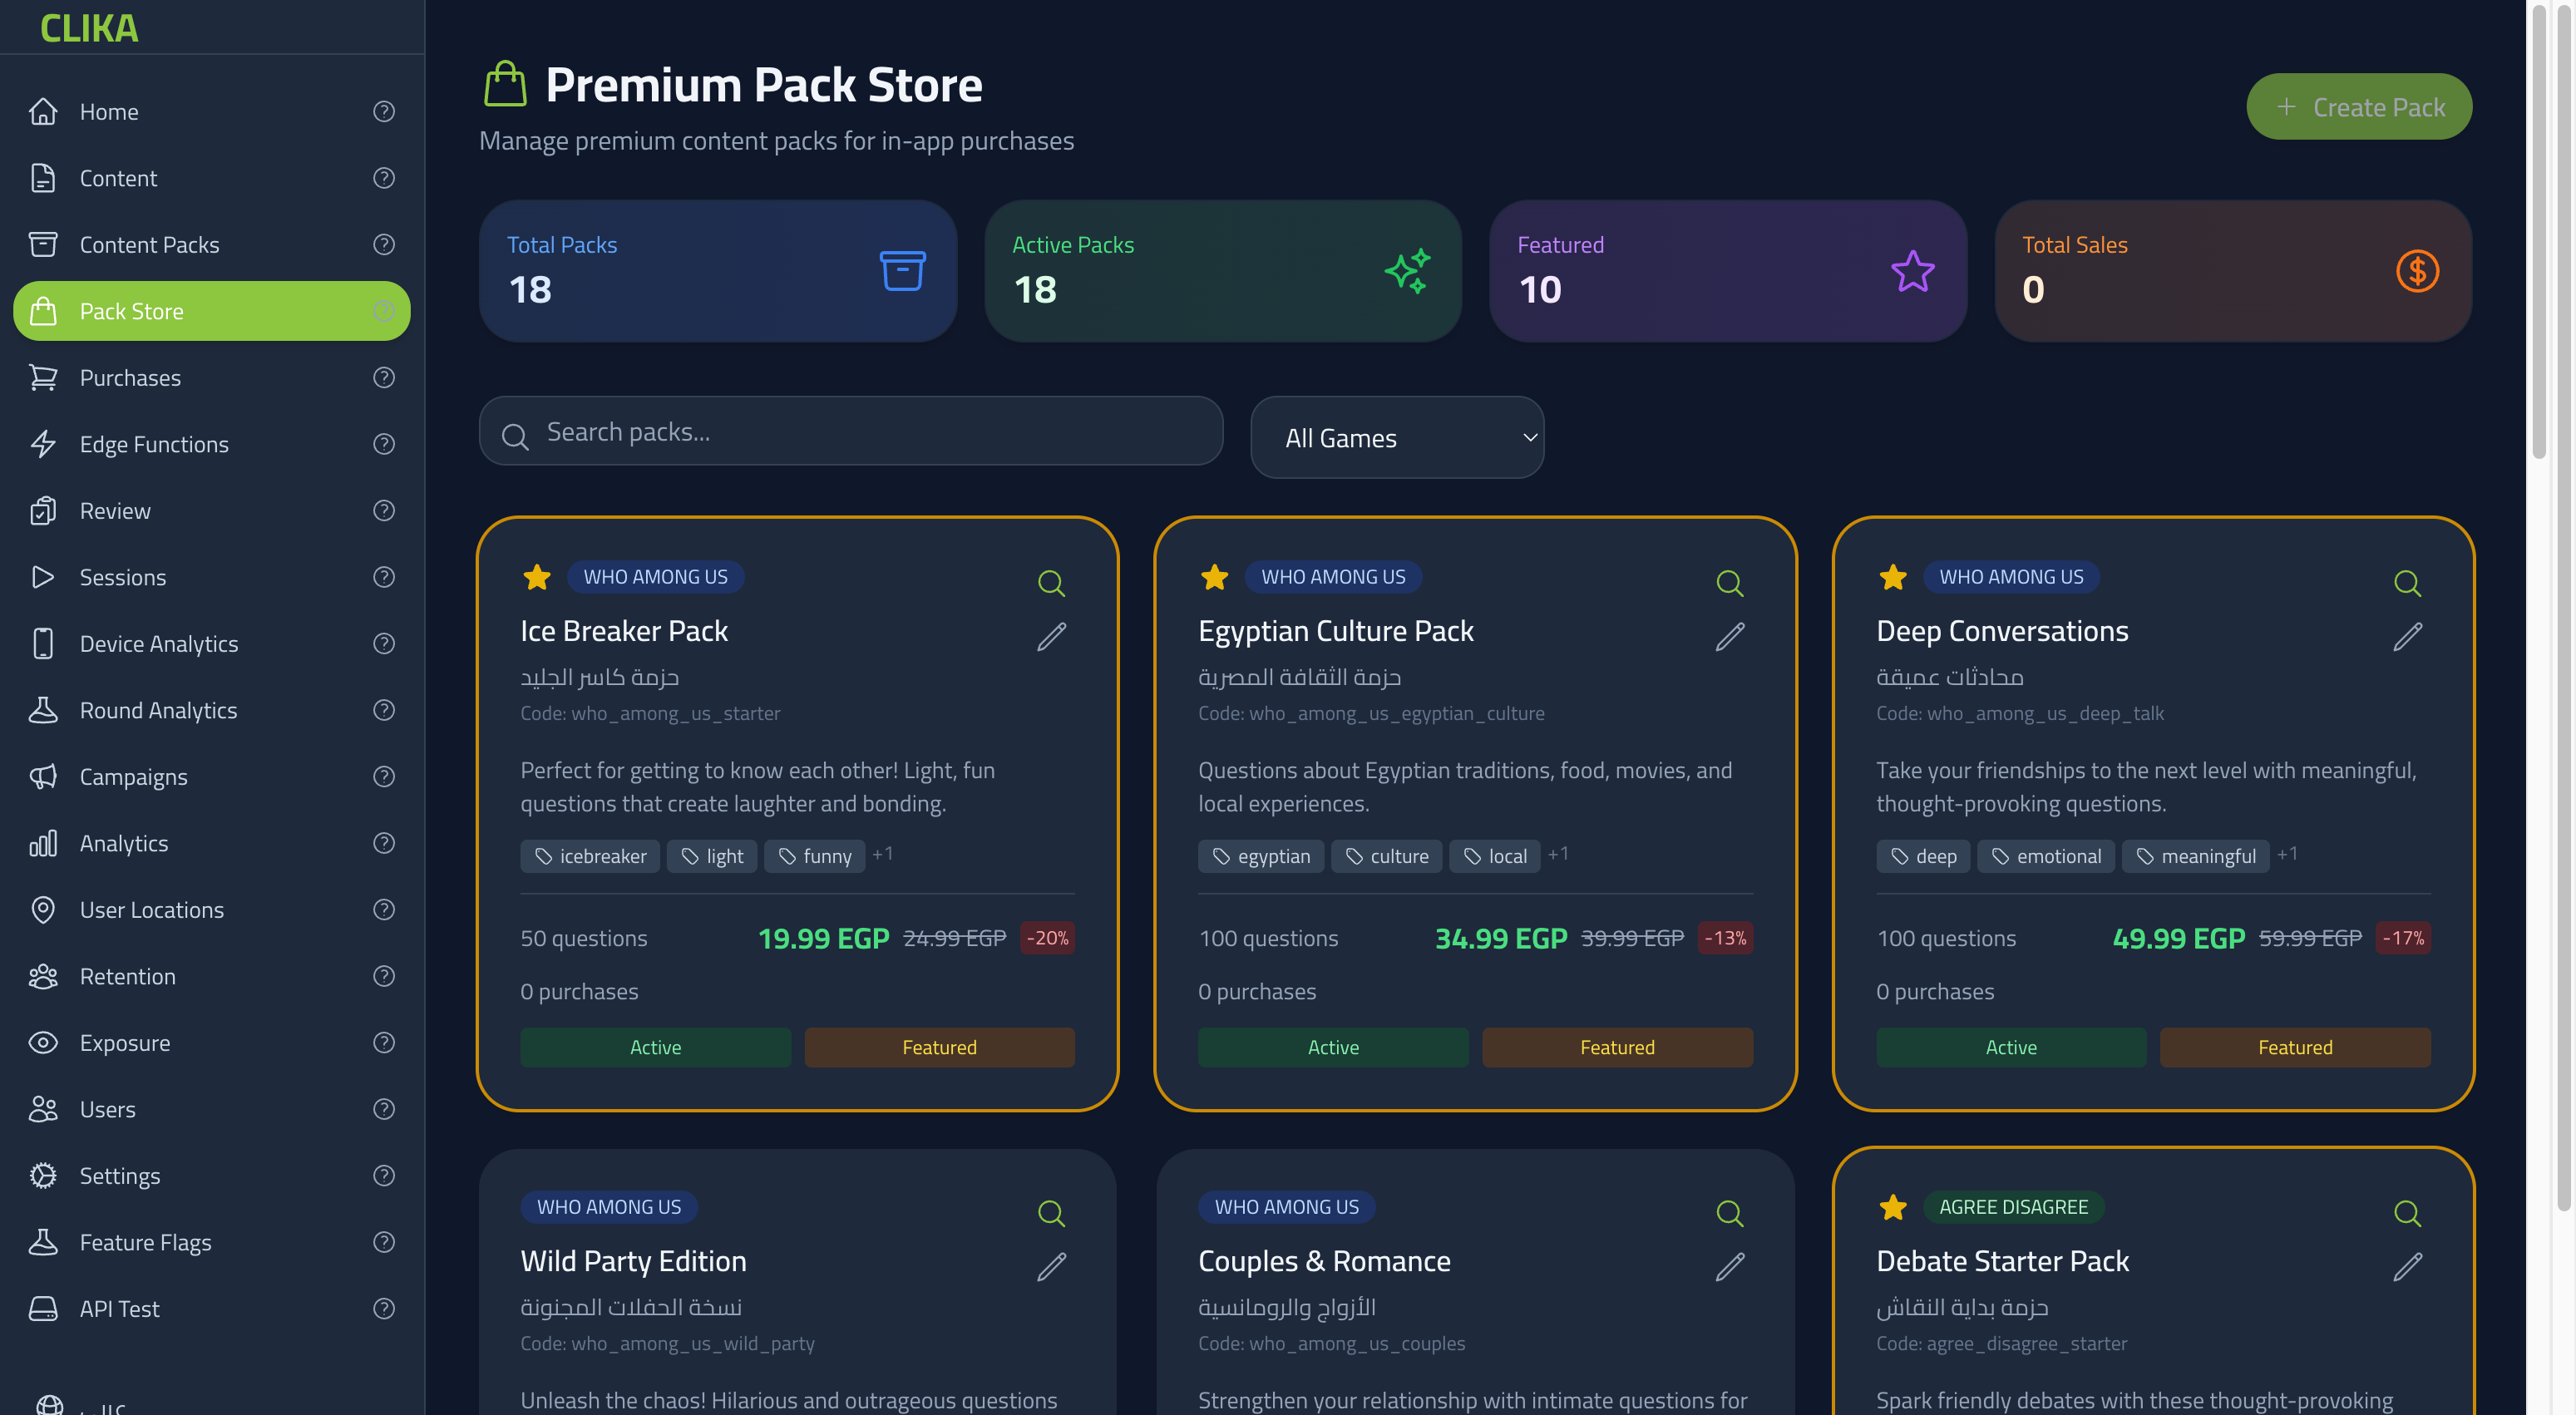 CLIKA
Home
Content
Content Packs
Pack Store
Purchases
Edge Functions
Review
Sessions
Device Analytics
Round Analytics
Campaigns
Analytics
User Locations
Retention
Exposure
Users
Settings
Feature Flags
API Test
Premium Pack Store
Manage premium content packs for in-app purchases
+ Create Pack
Total Packs
18
Active Packs
18
Featured
10
Total Sales
0
Search packs...
All Games
WHO AMONG US
Ice Breaker Pack
حزمة كاسر الجليد
Code: who_among_us_starter
Perfect for getting to know each other! Light, fun
questions that create laughter and bonding.
icebreaker light funny +1
50 questions 19.99 EGP 24.99 EGP -20%
0 purchases
Active Featured
WHO AMONG US
Egyptian Culture Pack
حزمة الثقافة المصرية
Code: who_among_us_egyptian_culture
Questions about Egyptian traditions, food, movies, and
local experiences.
egyptian culture local +1
100 questions 34.99 EGP 39.99 EGP -13%
0 purchases
Active Featured
WHO AMONG US
Deep Conversations
محادثات عميقة
Code: who_among_us_deep_talk
Take your friendships to the next level with meaningful,
thought-provoking questions.
deep emotional meaningful +1
100 questions 49.99 EGP 59.99 EGP -17%
0 purchases
Active Featured
WHO AMONG US
Wild Party Edition
نسخة الحفلات المجنونة
Code: who_among_us_wild_party
Unleash the chaos! Hilarious and outrageous questions
WHO AMONG US
Couples & Romance
الأزواج والرومانسية
Code: who_among_us_couples
Strengthen your relationship with intimate questions for
AGREE DISAGREE
Debate Starter Pack
حزمة بداية النقاش
Code: agree_disagree_starter
Spark friendly debates with these thought-provoking